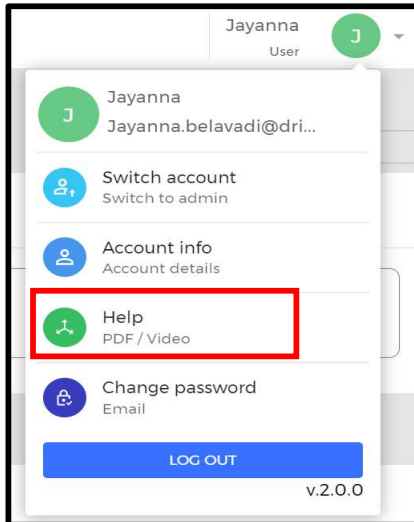 Jayanna
User
J
J
Jayanna
Jayanna.belavadi@dri...
Switch account
Switch to admin
Account info
Account details
Help
PDF / Video
Change password
Email
LOG OUT
v.2.0.0